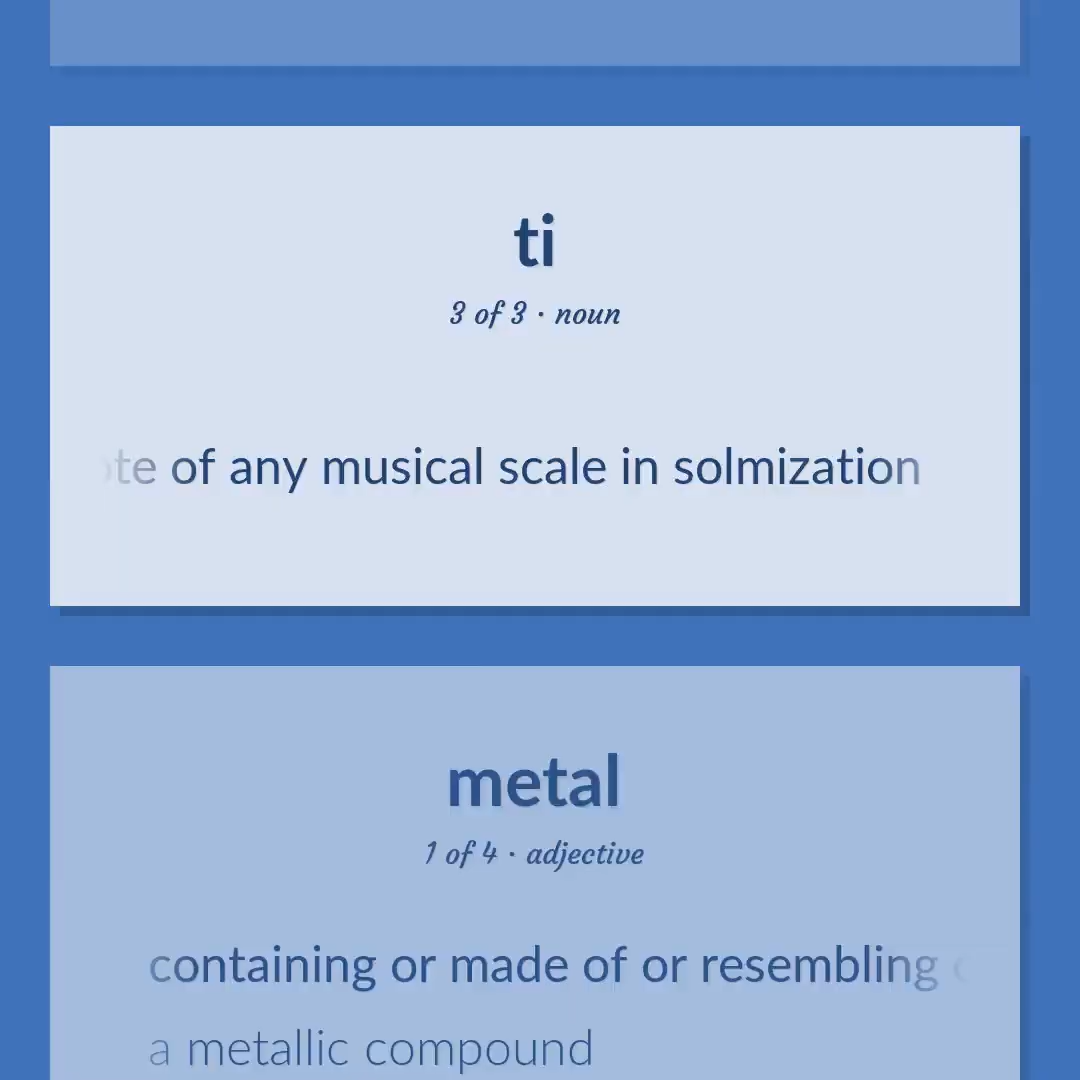 ti
3 of 3 · noun
of any musical scale in solmization
metal
1 of 4 · adjective
containing or made of or resembling
a metallic compound